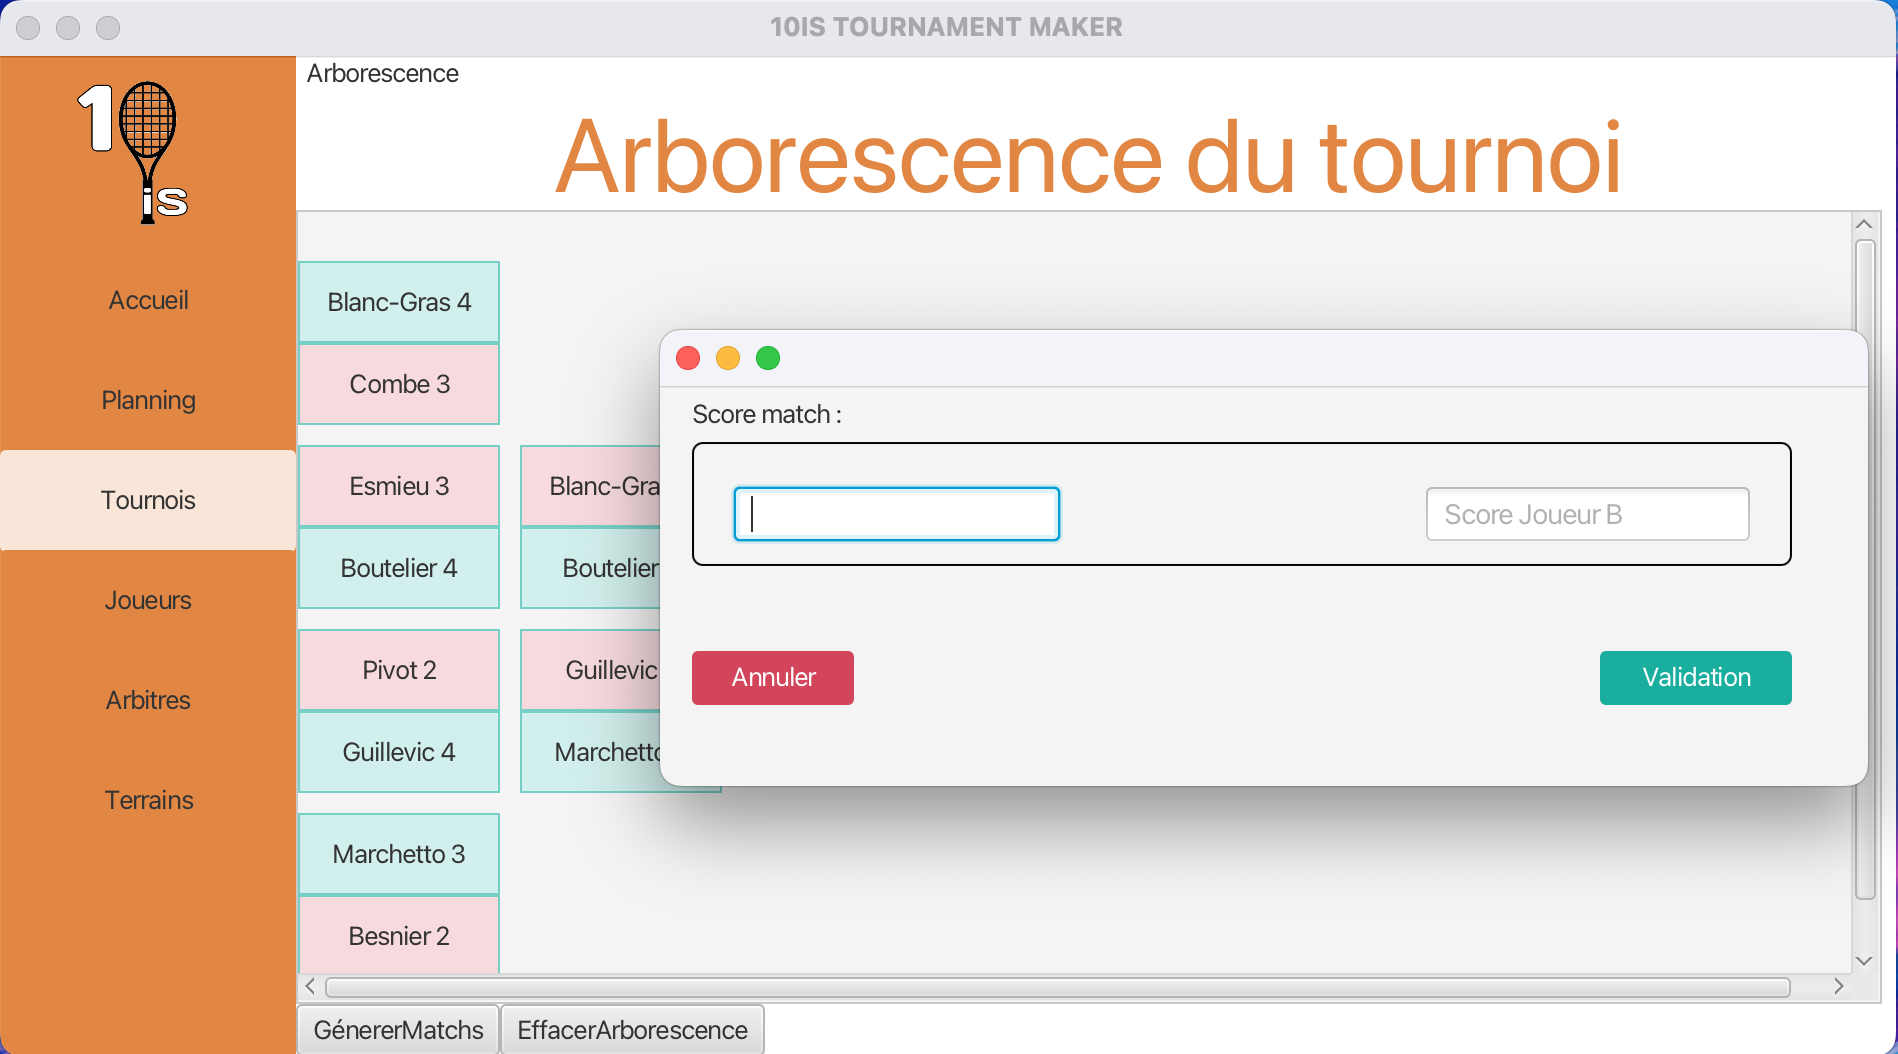 10IS TOURNAMENT MAKER
10
is
Accueil
Planning
Tournois
Joueurs
Arbitres
Terrains
Arborescence
Arborescence du tournoi
Blanc-Gras 4
Combe 3
Esmieu 3
Boutelier 4
Pivot 2
Guillevic 4
Marchetto 3
Besnier 2
Blanc-Gra
Boutelier
Guillevic
Marchetto
Score match :
Score Joueur B
Annuler
Validation
GénererMatchs
EffacerArborescence